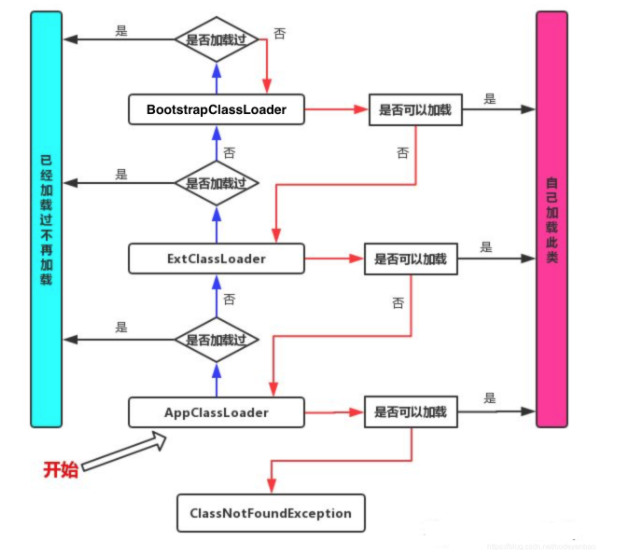 是
是否加载过
否
BootstrapClassLoader
是否可以加载
是
否
是
是否加载过
否
已经加载过不再加载
自己加载此类
ExtClassLoader
是否可以加载
是
否
是
是否加载过
否
AppClassLoader
是否可以加载
是
开始
ClassNotFoundException